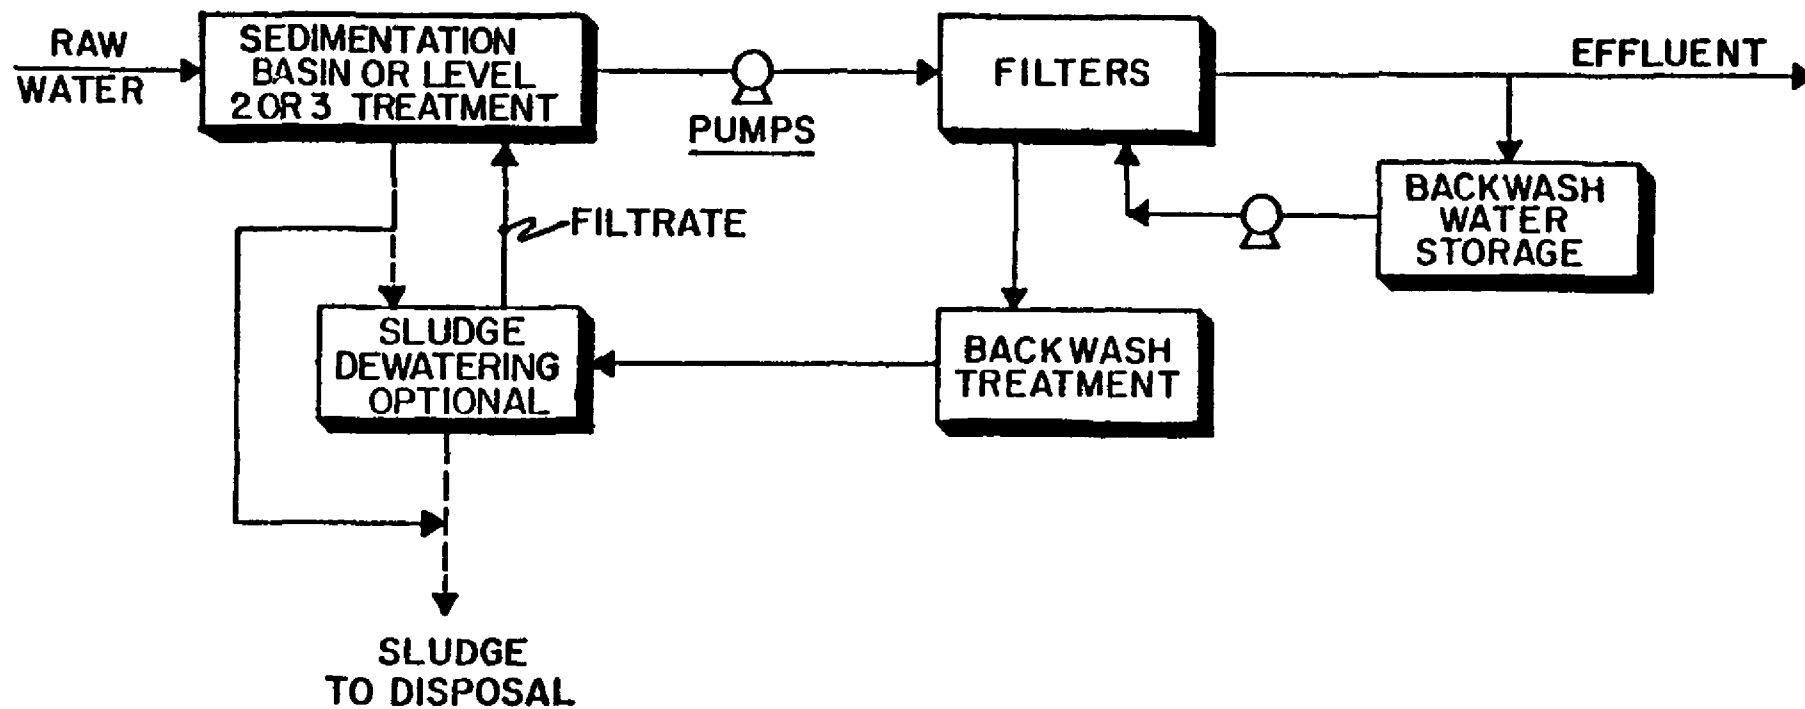 RAW
WATER
SEDIMENTATION
BASIN OR LEVEL
2 OR 3 TREATMENT
PUMPS
FILTERS
EFFLUENT
BACKWASH
WATER
STORAGE
FILTRATE
SLUDGE
DEWATERING
OPTIONAL
BACKWASH
TREATMENT
SLUDGE
TO DISPOSAL